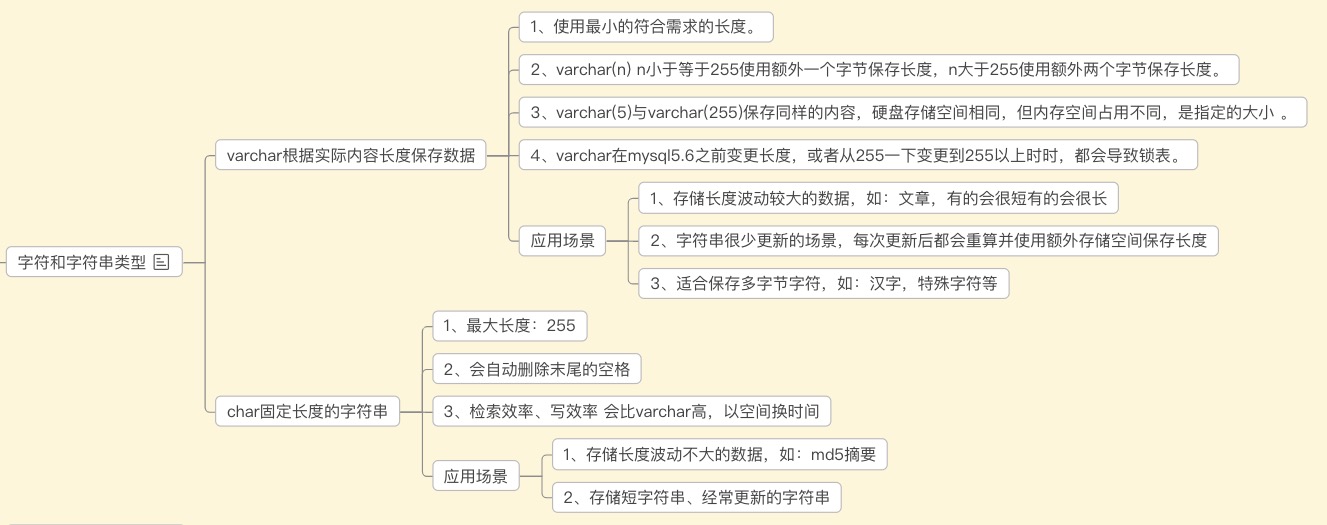 字符和字符串类型
varchar根据实际内容长度保存数据
1、使用最小的符合需求的长度。
2、varchar(n) n小于等于255使用额外一个字节保存长度，n大于255使用额外两个字节保存长度。
3、varchar(5)与varchar(255)保存同样的内容，硬盘存储空间相同，但内存空间占用不同，是指定的大小 。
4、varchar在mysql5.6之前变更长度，或者从255一下变更到255以上时时，都会导致锁表。
应用场景
1、存储长度波动较大的数据，如：文章，有的会很短有的会很长
2、字符串很少更新的场景，每次更新后都会重算并使用额外存储空间保存长度
3、适合保存多字节字符，如：汉字，特殊字符等
char固定长度的字符串
1、最大长度：255
2、会自动删除末尾的空格
3、检索效率、写效率 会比varchar高，以空间换时间
应用场景
1、存储长度波动不大的数据，如：md5摘要
2、存储短字符串、经常更新的字符串